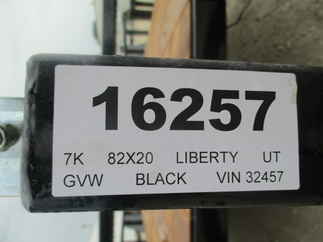 16257
7K 82X20 LIBERTY UT
GVW BLACK VIN 32457